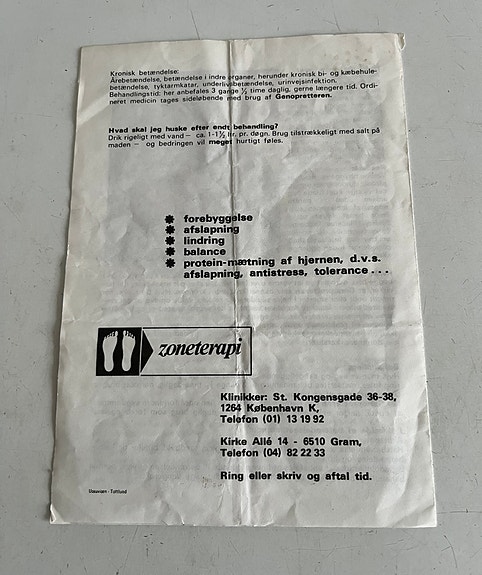 Kronisk betændelse:
Årebetændelse, betændelse i indre organer, herunder kronisk bi- og kæbehule-
betændelse, tyktarmkatar, underlivsbetændelse, urinvejsinfektion.
Behandlingstid: her anbefales 3 gange ½ time daglig, gerne længere tid. Ordi-
neret medicin tages sideløbende med brug af Genopretteren.
Hvad skal jeg huske efter endt behandling?
Drik rigeligt med vand – ca. 1-1½ ltr. pr. døgn. Brug tilstrækkeligt med salt på
maden – og bedringen vil meget hurtigt føles.
forebyggelse
afslapning
lindring
balance
protein-mætning af hjernen, d.v.s.
afslapning, antistress, tolerance ...
zoneterapi
Klinikker: St. Kongensgade 36-38,
1264 København K,
Telefon (01) 13 19 92
Kirke Allé 14 - 6510 Gram,
Telefon (04) 82 22 33
Ring eller skriv og aftal tid.
- Toftlund